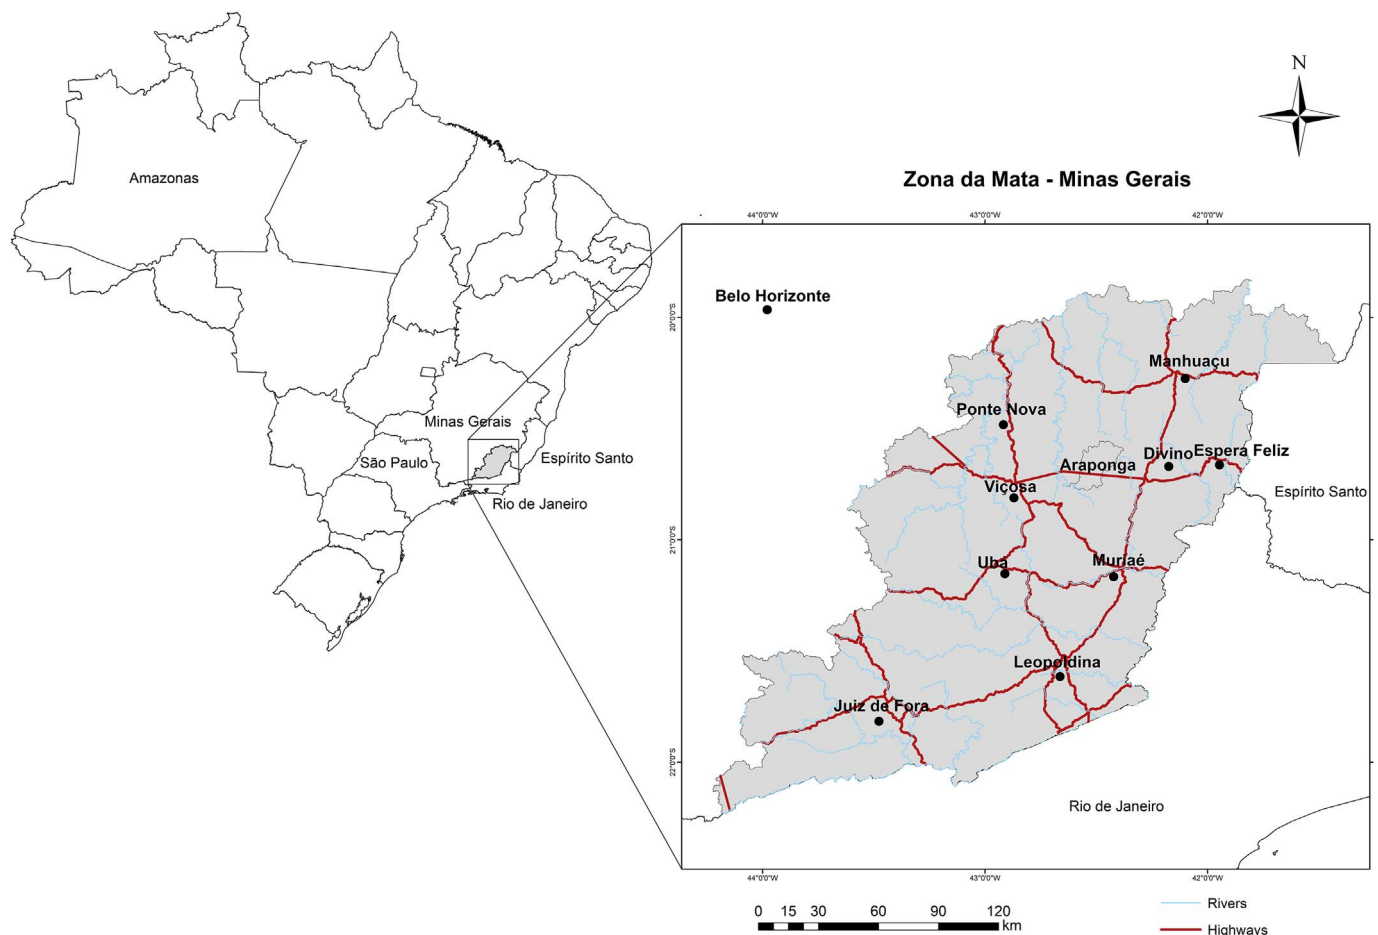 N
Zona da Mata - Minas Gerais
44°0'0"W
43°0'0"W
42°0'0"W
Amazonas
Minas Gerais
São Paulo
Espírito Santo
Rio de Janeiro
Belo Horizonte
20°0'0"S
Manhuaçu
Ponte Nova
Divino
Espera Feliz
Araponga
Viçosa
Espírito Santo
21°0'0"S
Ubá
Muriaé
Leopoldina
Juiz de Fora
22°0'0"S
Rio de Janeiro
44°0'0"W
43°0'0"W
42°0'0"W
0 15 30 60 90 120
km
Rivers
Highways